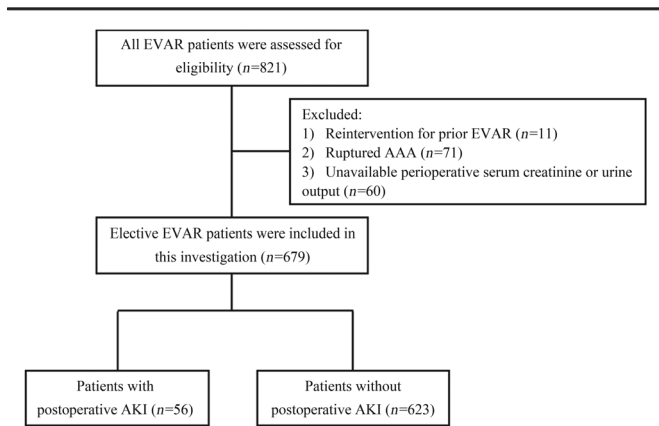 All EVAR patients were assessed for
eligibility (n=821)
Excluded:
1) Reintervention for prior EVAR (n=11)
2) Ruptured AAA (n=71)
3) Unavailable perioperative serum creatinine or urine
output (n=60)
Elective EVAR patients were included in
this investigation (n=679)
Patients with
postoperative AKI (n=56)
Patients without
postoperative AKI (n=623)